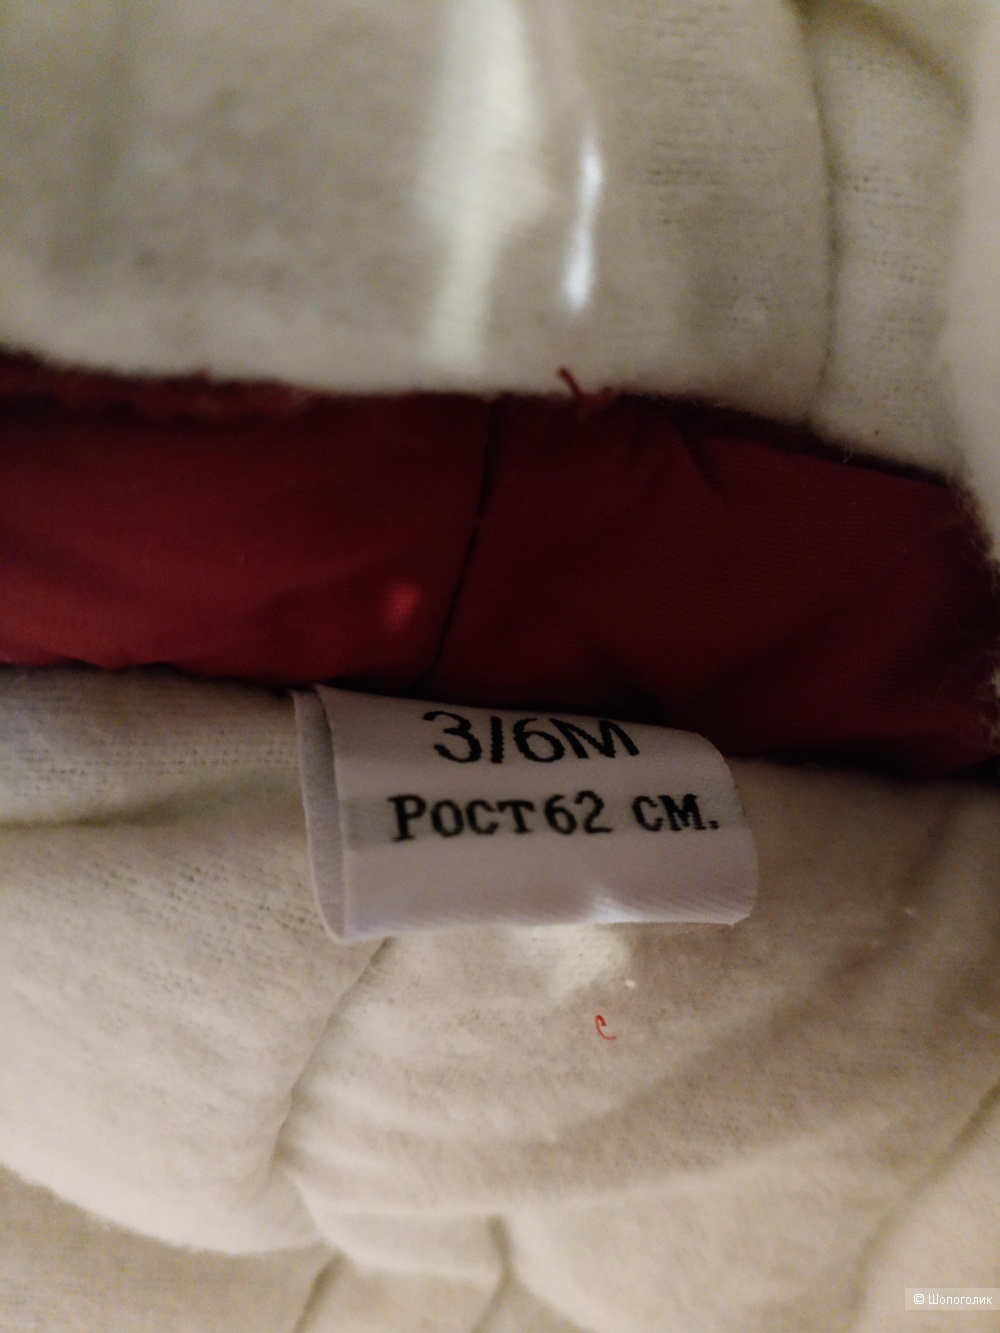 3/6M
Рост 62 см.
© Шопоголик